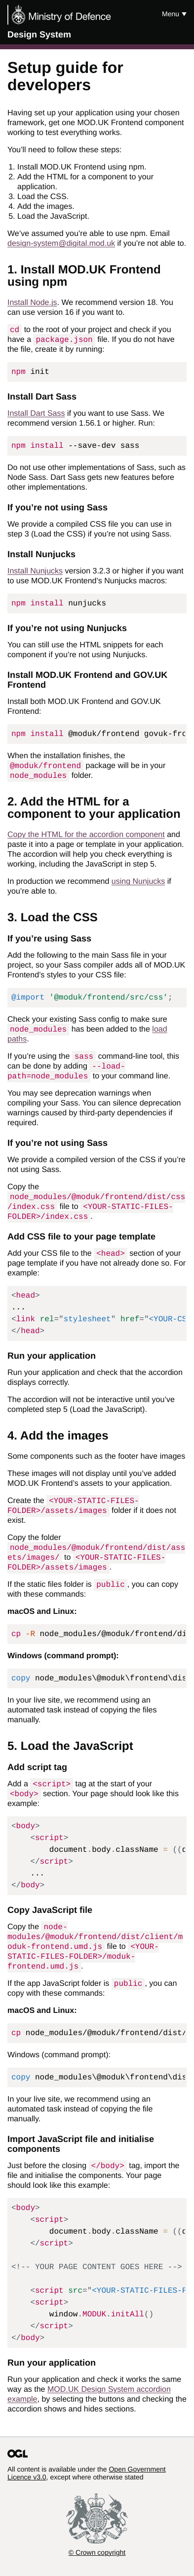 Ministry of Defence
Menu
Design System
Setup guide for
developers
Having set up your application using your chosen
framework, get one MOD.UK Frontend component
working to test everything works.
You'll need to follow these steps:
1. Install MOD.UK Frontend using npm.
2. Add the HTML for a component to your
application.
3. Load the CSS.
4. Add the images.
5. Load the JavaScript.
We've assumed you're able to use npm. Email
design-system@digital.mod.uk if you're not able to.
1. Install MOD.UK Frontend
using npm
Install Node.js. We recommend version 18. You
can use version 16 if you want to.
cd to the root of your project and check if you
have a package.json file. If you do not have
the file, create it by running:
npm init
Install Dart Sass
Install Dart Sass if you want to use Sass. We
recommend version 1.56.1 or higher. Run:
npm install --save-dev sass
Do not use other implementations of Sass, such as
Node Sass. Dart Sass gets new features before
other implementations.
If you're not using Sass
We provide a compiled CSS file you can use in
step 3 (Load the CSS) if you're not using Sass.
Install Nunjucks
Install Nunjucks version 3.2.3 or higher if you want
to use MOD.UK Frontend's Nunjucks macros:
npm install nunjucks
If you're not using Nunjucks
You can still use the HTML snippets for each
component if you're not using Nunjucks.
Install MOD.UK Frontend and GOV.UK
Frontend
Install both MOD.UK Frontend and GOV.UK
Frontend:
npm install @moduk/frontend govuk-fro
When the installation finishes, the
@moduk/frontend package will be in your
node_modules folder.
2. Add the HTML for a
component to your application
Copy the HTML for the accordion component and
paste it into a page or template in your application.
The accordion will help you check everything is
working, including the JavaScript in step 5.
In production we recommend using Nunjucks if
you're able to.
3. Load the CSS
If you're using Sass
Add the following to the main Sass file in your
project, so your Sass compiler adds all of MOD.UK
Frontend's styles to your CSS file:
@import '@moduk/frontend/src/css';
Check your existing Sass config to make sure
node_modules has been added to the load
paths.
If you're using the sass command-line tool, this
can be done by adding --load-
path=node_modules to your command line.
You may see deprecation warnings when
compiling your Sass. You can silence deprecation
warnings caused by third-party dependencies if
required.
If you're not using Sass
We provide a compiled version of the CSS if you're
not using Sass.
Copy the
node_modules/@moduk/frontend/dist/css
/index.css file to <YOUR-STATIC-FILES-
FOLDER>/index.css.
Add CSS file to your page template
Add your CSS file to the <head> section of your
page template if you have not already done so. For
example:
<head>
...
<link rel="stylesheet" href="<YOUR-CS
</head>
Run your application
Run your application and check that the accordion
displays correctly.
The accordion will not be interactive until you've
completed step 5 (Load the JavaScript).
4. Add the images
Some components such as the footer have images
These images will not display until you've added
MOD.UK Frontend's assets to your application.
Create the <YOUR-STATIC-FILES-
FOLDER>/assets/images folder if it does not
exist.
Copy the folder
node_modules/@moduk/frontend/dist/ass
ets/images/ to <YOUR-STATIC-FILES-
FOLDER>/assets/images.
If the static files folder is public, you can copy
with these commands:
macOS and Linux:
cp -R node_modules/@moduk/frontend/di
Windows (command prompt):
copy node_modules\@moduk\frontend\dis
In your live site, we recommend using an
automated task instead of copying the files
manually.
5. Load the JavaScript
Add script tag
Add a <script> tag at the start of your
<body> section. Your page should look like this
example:
<body>
<script>
document.body.className = ((d
</script>
...
</body>
Copy JavaScript file
Copy the node-
modules/@moduk/frontend/dist/client/m
oduk-frontend.umd.js file to <YOUR-
STATIC-FILES-FOLDER>/moduk-
frontend.umd.js.
If the app JavaScript folder is public, you can
copy with these commands:
macOS and Linux:
cp node_modules/@moduk/frontend/dist/
Windows (command prompt):
copy node_modules\@moduk\frontend\dis
In your live site, we recommend using an
automated task instead of copying the file
manually.
Import JavaScript file and initialise
components
Just before the closing </body> tag, import the
file and initialise the components. Your page
should look like this example:
<body>
<script>
document.body.className = ((d
</script>
<!-- YOUR PAGE CONTENT GOES HERE -->
<script src="<YOUR-STATIC-FILES-F
<script>
window.MODUK.initAll()
</script>
</body>
Run your application
Run your application and check it works the same
way as the MOD.UK Design System accordion
example, by selecting the buttons and checking the
accordion shows and hides sections.
OGL
All content is available under the Open Government
Licence v3.0, except where otherwise stated
© Crown copyright